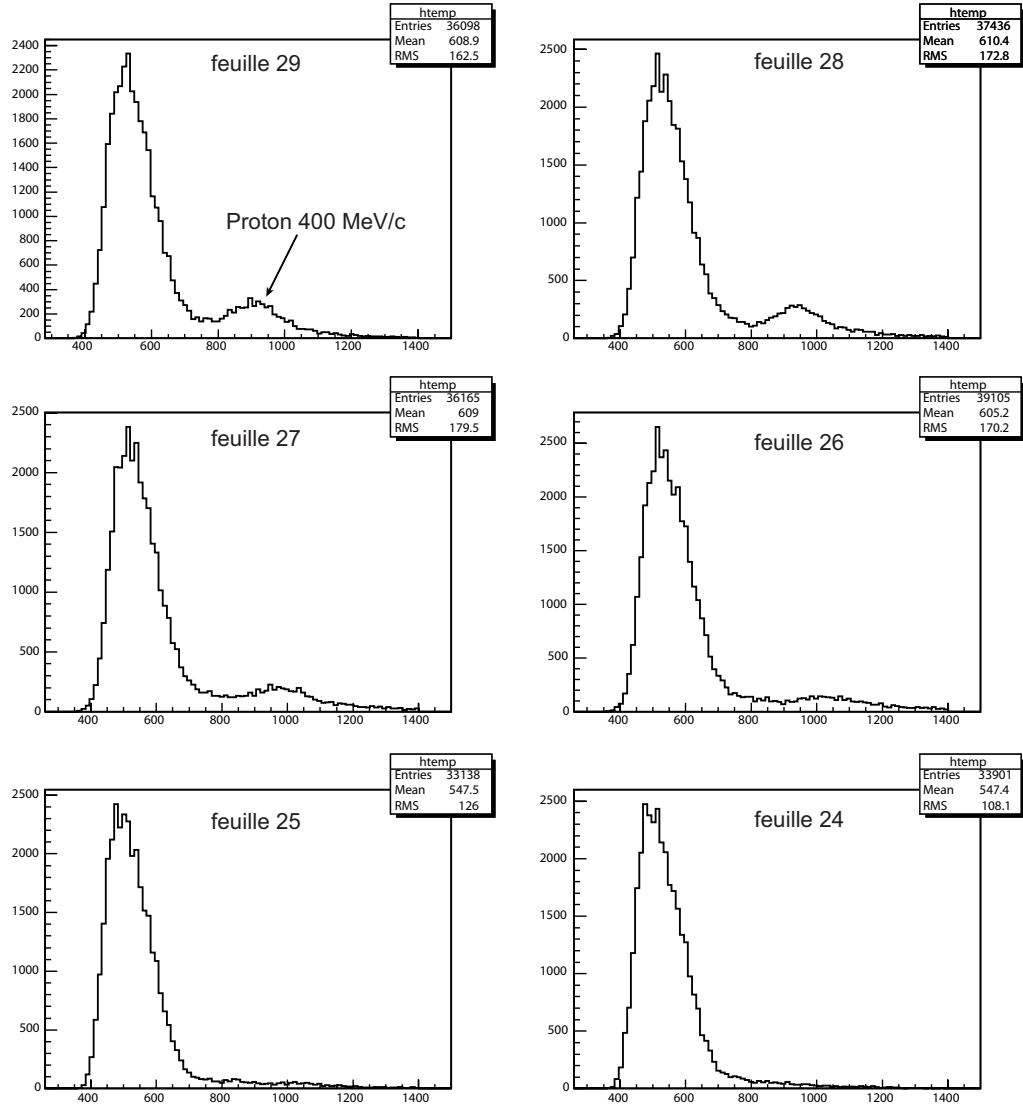 htemp
Entries 36098
Mean 608.9
RMS 162.5
feuille 29
Proton 400 MeV/c
2400
2200
2000
1800
1600
1400
1200
1000
800
600
400
200
0
400 600 800 1000 1200 1400
htemp
Entries 37436
Mean 610.4
RMS 172.8
feuille 28
2500
2000
1500
1000
500
0
400 600 800 1000 1200 1400
htemp
Entries 36165
Mean 609
RMS 179.5
feuille 27
2500
2000
1500
1000
500
0
400 600 800 1000 1200 1400
htemp
Entries 39105
Mean 605.2
RMS 170.2
feuille 26
2500
2000
1500
1000
500
0
400 600 800 1000 1200 1400
htemp
Entries 33138
Mean 547.5
RMS 126
feuille 25
2500
2000
1500
1000
500
0
400 600 800 1000 1200 1400
htemp
Entries 33901
Mean 547.4
RMS 108.1
feuille 24
2500
2000
1500
1000
500
0
400 600 800 1000 1200 1400